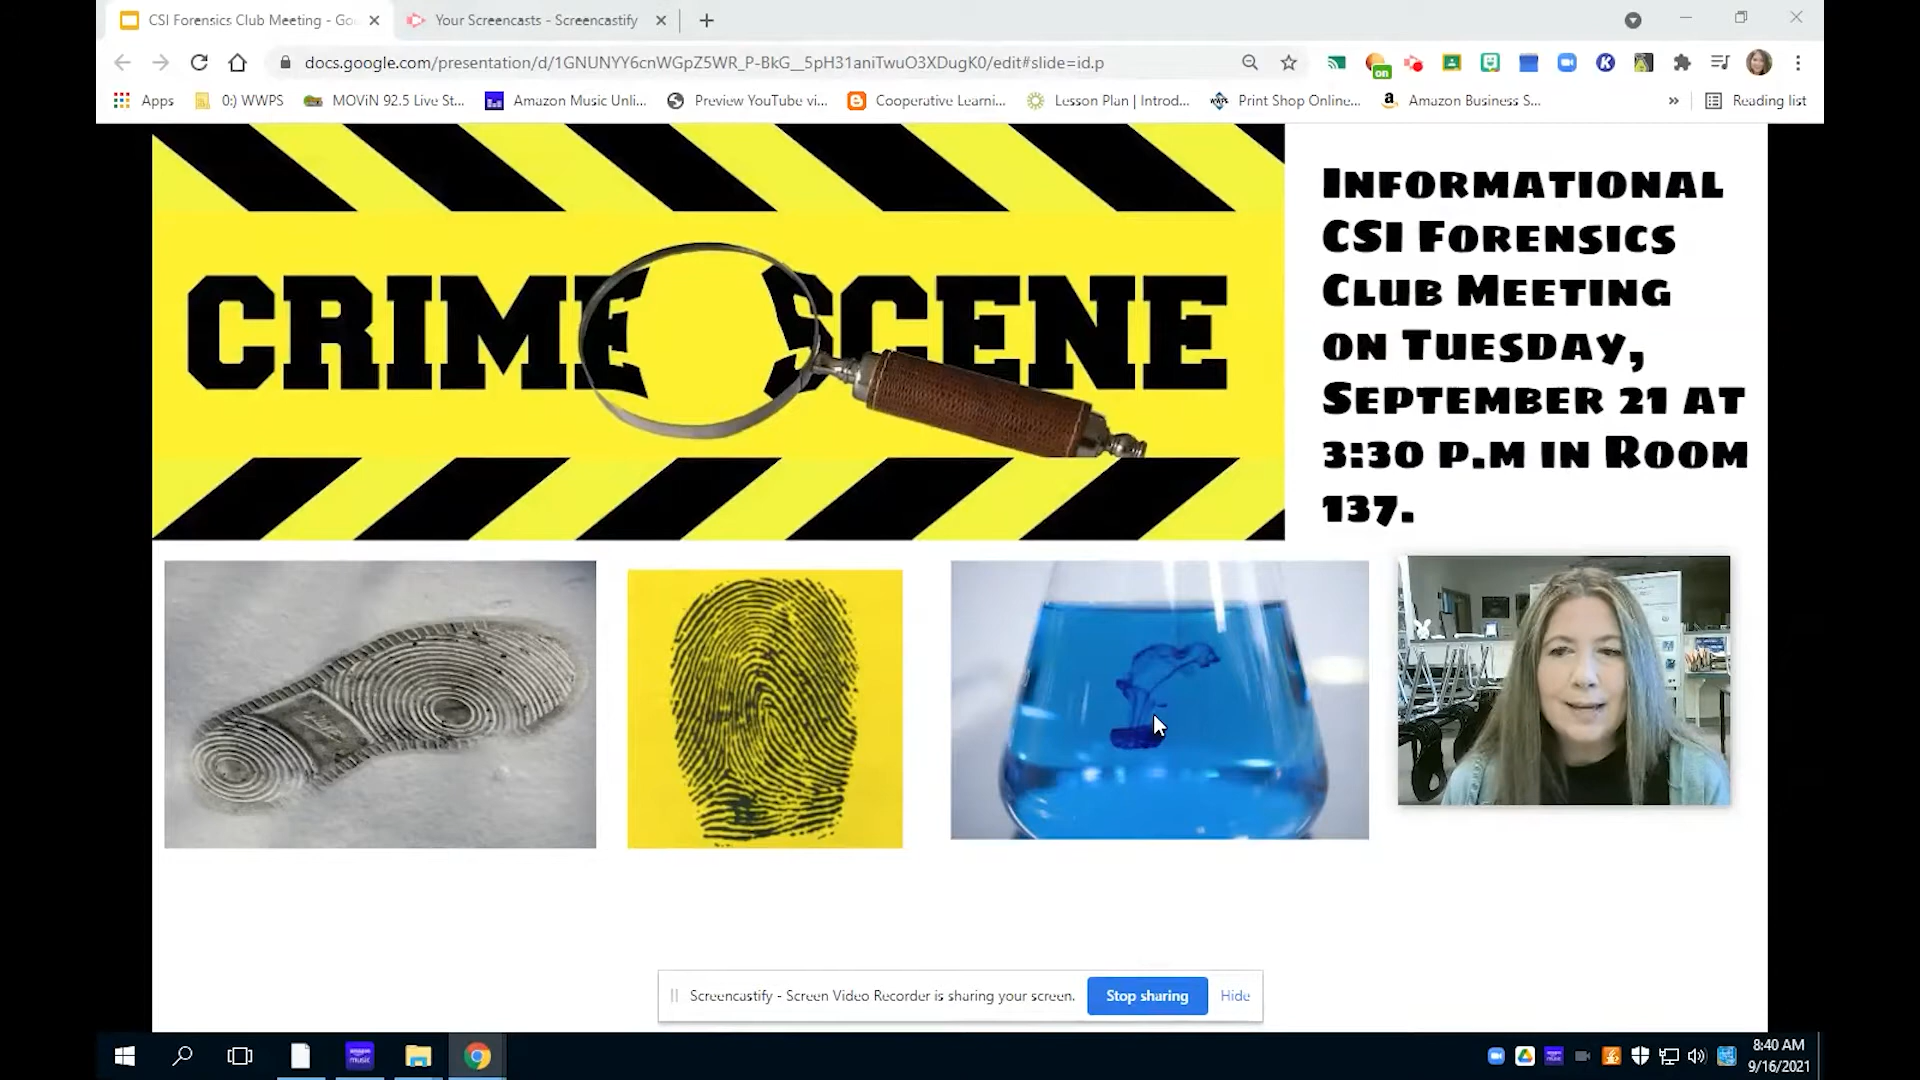 CSI Forensics Club Meeting - Goo
Your Screencasts - Screencastify
docs.google.com/presentation/d/1GNUNYY6cnWGpZ5WR_P-BkG__5pH31aniTwuO3XDugK0/edit#slide=id.p
on
Apps
0:) WWPS
MOViN 92.5 Live St...
Amazon Music Unli...
Preview YouTube vi...
Cooperative Learni...
Lesson Plan | Introd...
Print Shop Online...
Amazon Business S...
»
Reading list
CRIME SCENE
Informational
CSI Forensics
Club Meeting
on Tuesday,
September 21 at
3:30 p.m in Room
137.
Screencastify - Screen Video Recorder is sharing your screen.
Stop sharing
Hide
8:40 AM
9/16/2021